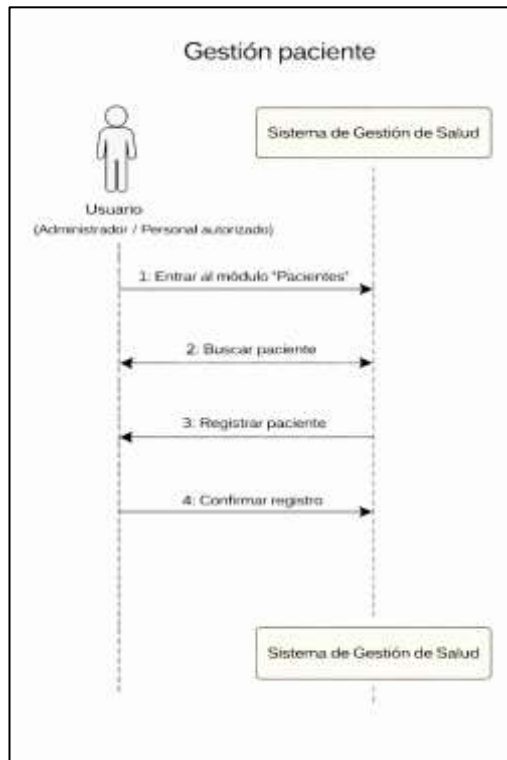 Gestión paciente
Sistema de Gestión de Salud
Usuario
(Administrador / Personal autorizado)
1: Entrar al módulo "Pacientes"
2: Buscar paciente
3: Registrar paciente
4: Confirmar registro
Sistema de Gestión de Salud